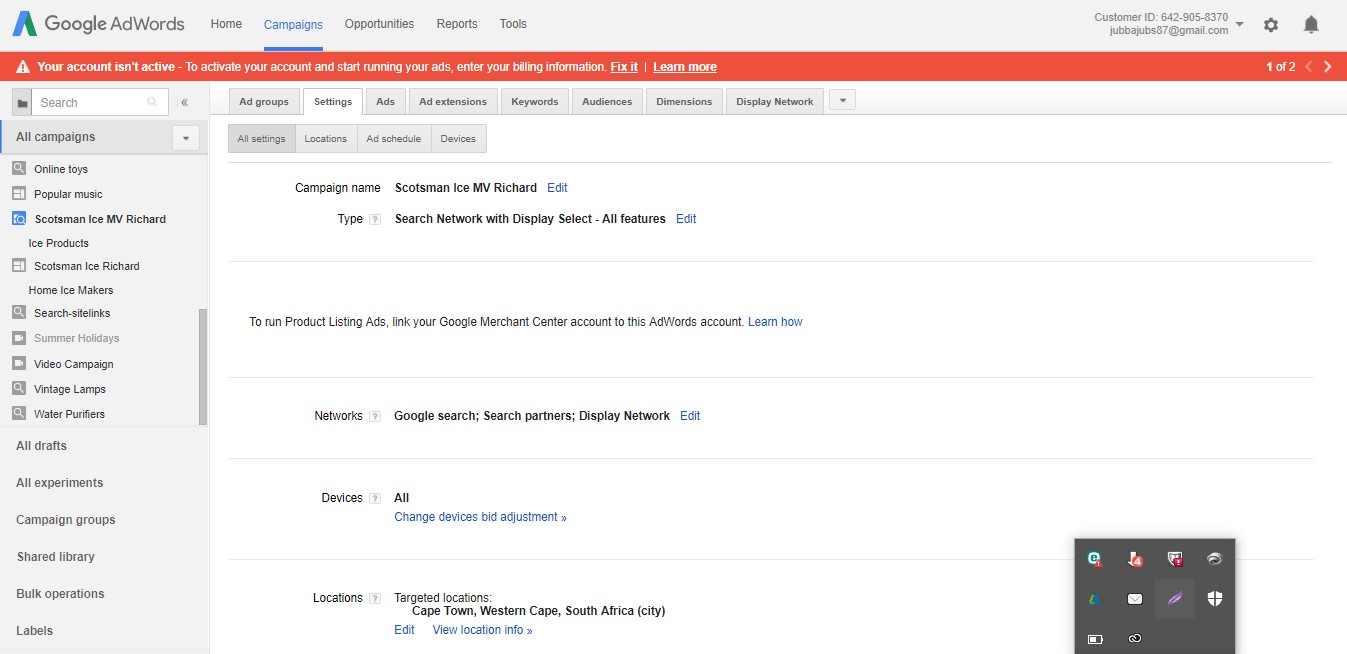 Google AdWords Home Campaigns Opportunities Reports Tools
Customer ID: 642-905-8370
jubbajubs87@gmail.com
Your account isn't active - To activate your account and start running your ads, enter your billing information. Fix it | Learn more
1 of 2
Search «
Ad groups Settings Ads Ad extensions Keywords Audiences Dimensions Display Network
All campaigns
All settings Locations Ad schedule Devices
Online toys
Popular music
Scotsman Ice MV Richard
Ice Products
Scotsman Ice Richard
Home Ice Makers
Search-sitelinks
Summer Holidays
Video Campaign
Vintage Lamps
Water Purifiers
All drafts
All experiments
Campaign groups
Shared library
Bulk operations
Labels
Campaign name Scotsman Ice MV Richard Edit
Type ? Search Network with Display Select - All features Edit
To run Product Listing Ads, link your Google Merchant Center account to this AdWords account. Learn how
Networks ? Google search; Search partners; Display Network Edit
Devices ? All
Change devices bid adjustment »
Locations ? Targeted locations:
Cape Town, Western Cape, South Africa (city)
Edit View location info »
e 4